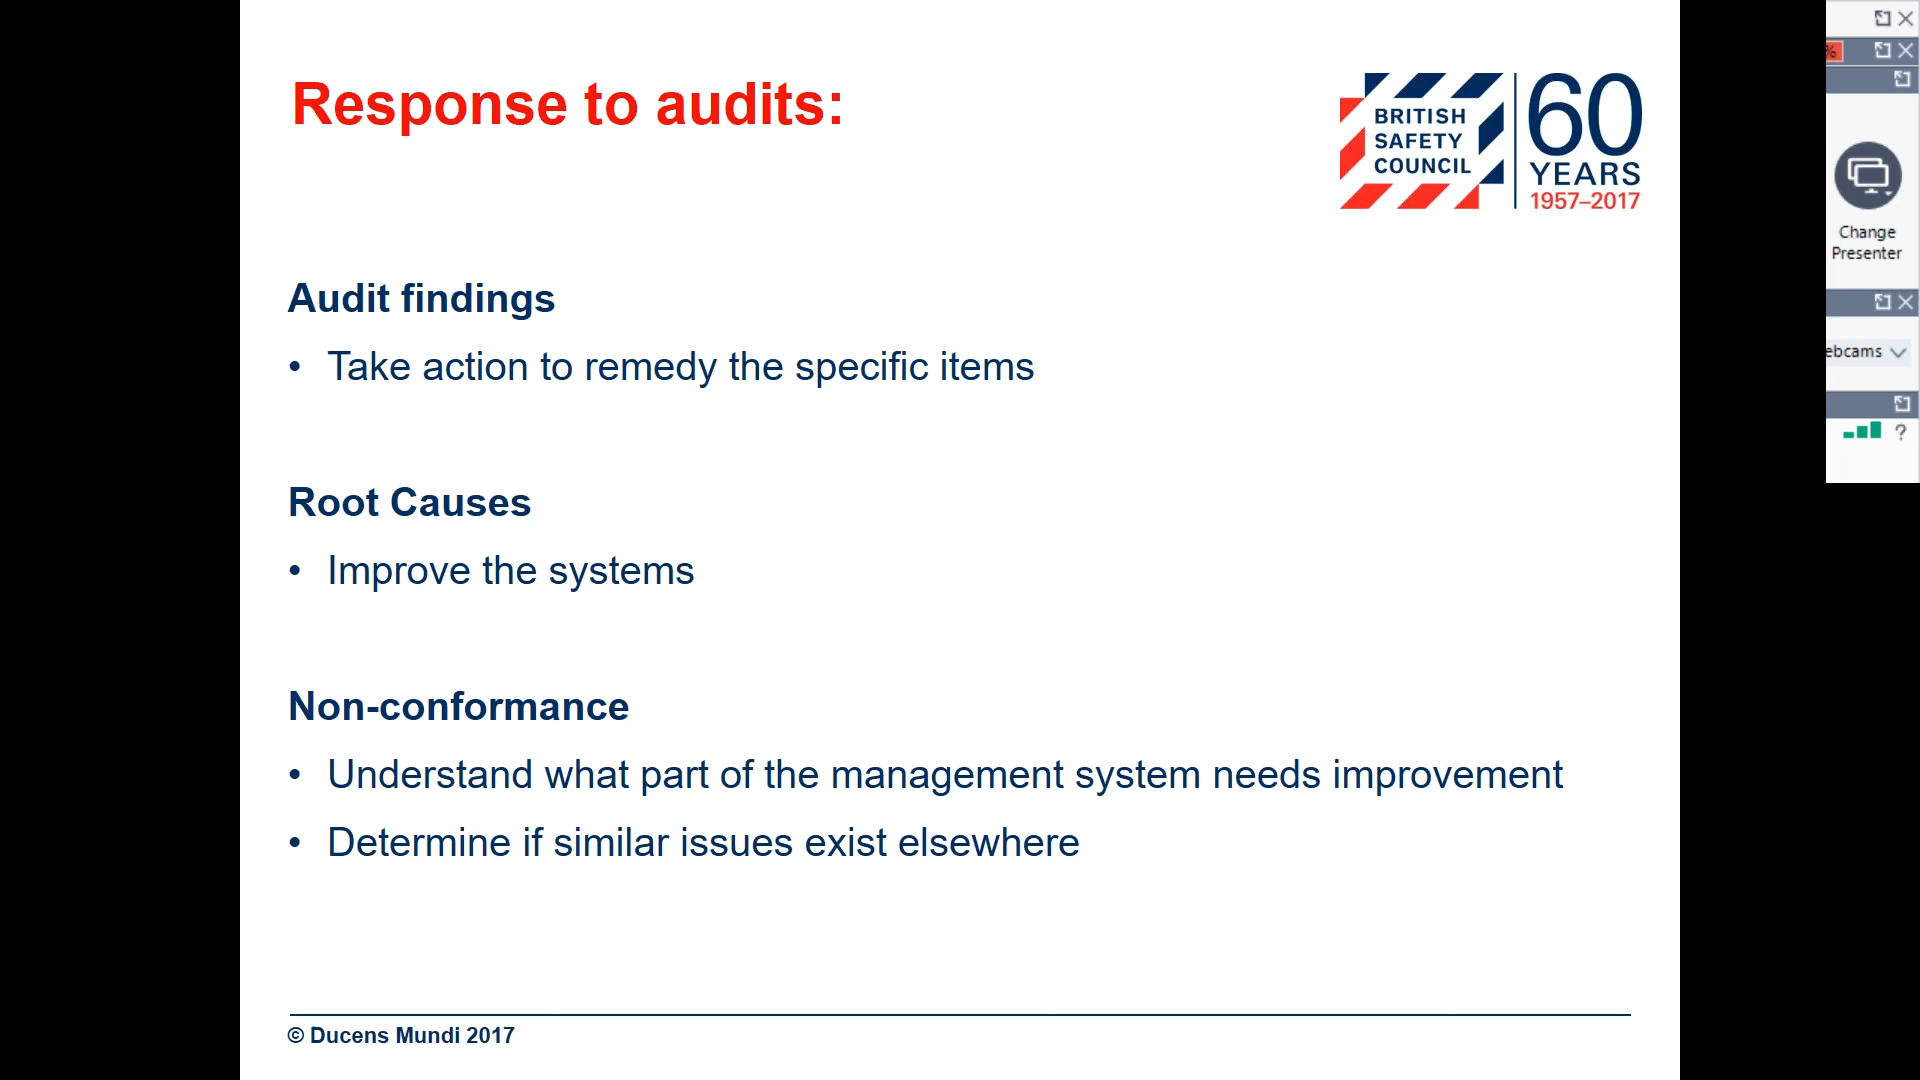 Response to audits:
BRITISH
SAFETY
COUNCIL
60
YEARS
1957–2017
Audit findings
• Take action to remedy the specific items
Root Causes
• Improve the systems
Non-conformance
• Understand what part of the management system needs improvement
• Determine if similar issues exist elsewhere
© Ducens Mundi 2017
%
Change
Presenter
ebcams
?